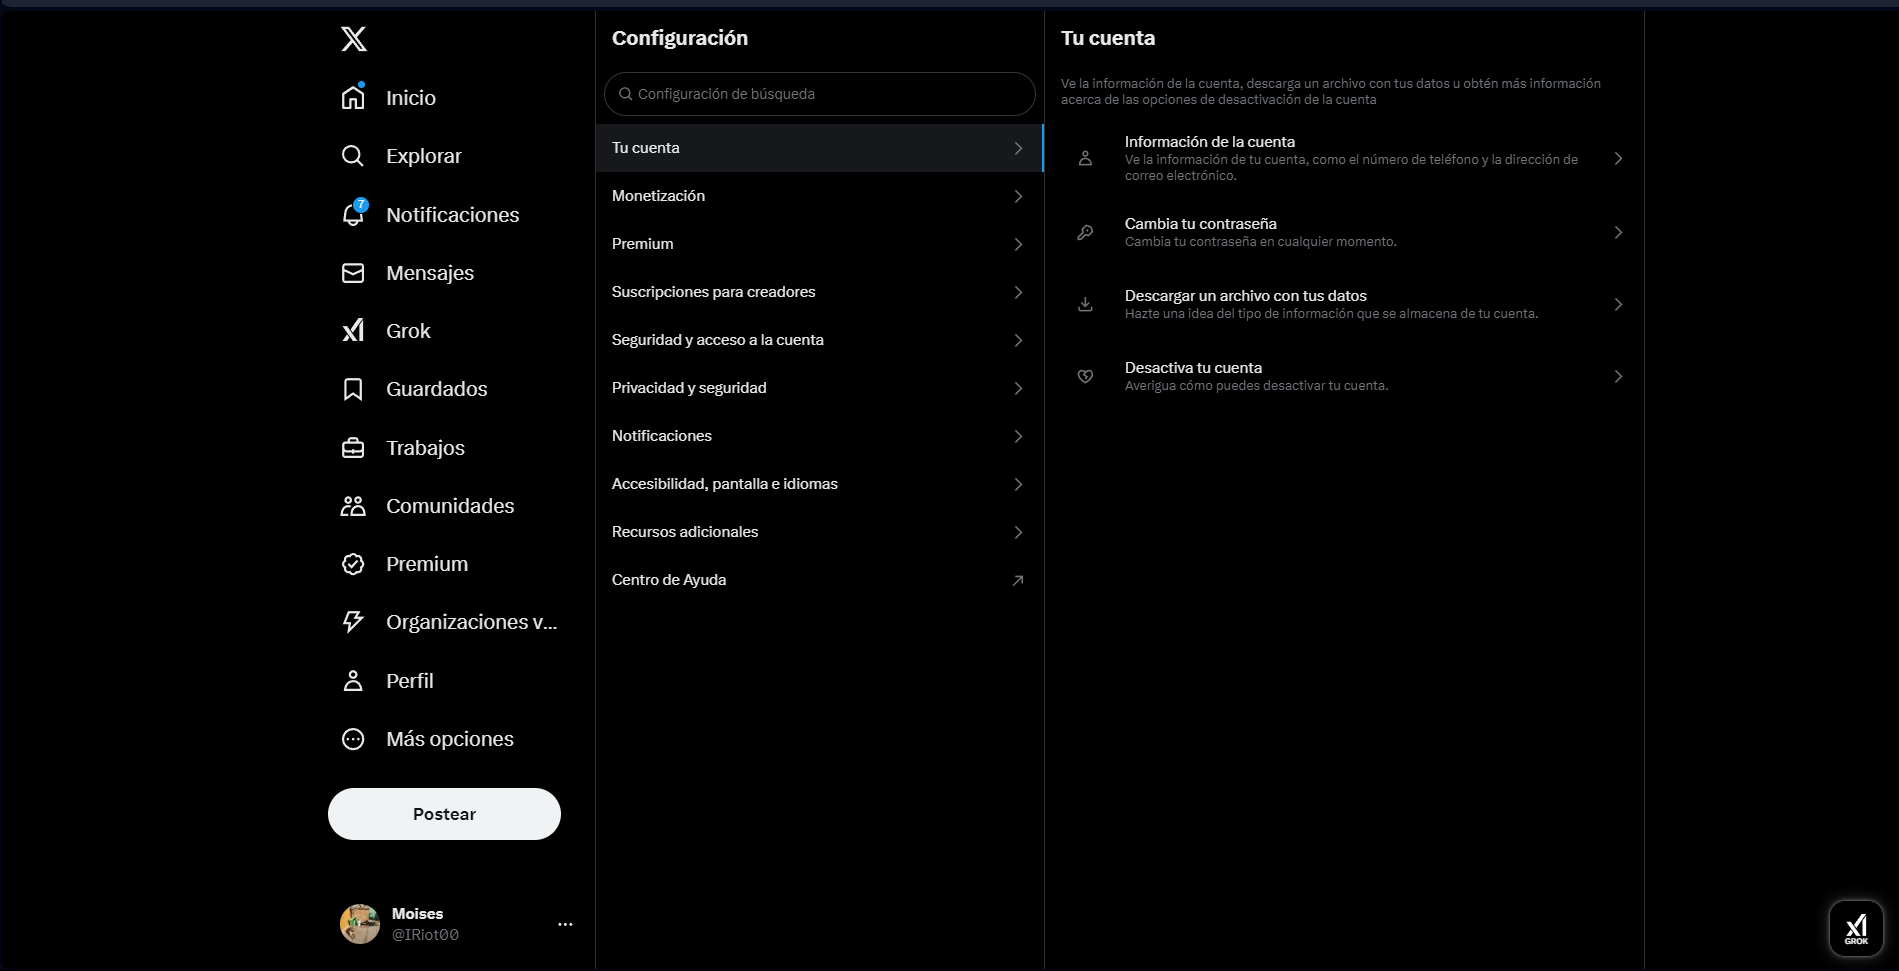 Inicio
Explorar
7
Notificaciones
Mensajes
Grok
Guardados
Trabajos
Comunidades
Premium
Organizaciones v...
Perfil
Más opciones
Postear
Moises
@IRiot00
Configuración
Configuración de búsqueda
Tu cuenta
Monetización
Premium
Suscripciones para creadores
Seguridad y acceso a la cuenta
Privacidad y seguridad
Notificaciones
Accesibilidad, pantalla e idiomas
Recursos adicionales
Centro de Ayuda
Tu cuenta
Ve la información de la cuenta, descarga un archivo con tus datos u obtén más información
acerca de las opciones de desactivación de la cuenta
Información de la cuenta
Ve la información de tu cuenta, como el número de teléfono y la dirección de
correo electrónico.
Cambia tu contraseña
Cambia tu contraseña en cualquier momento.
Descargar un archivo con tus datos
Hazte una idea del tipo de información que se almacena de tu cuenta.
Desactiva tu cuenta
Averigua cómo puedes desactivar tu cuenta.
GROK